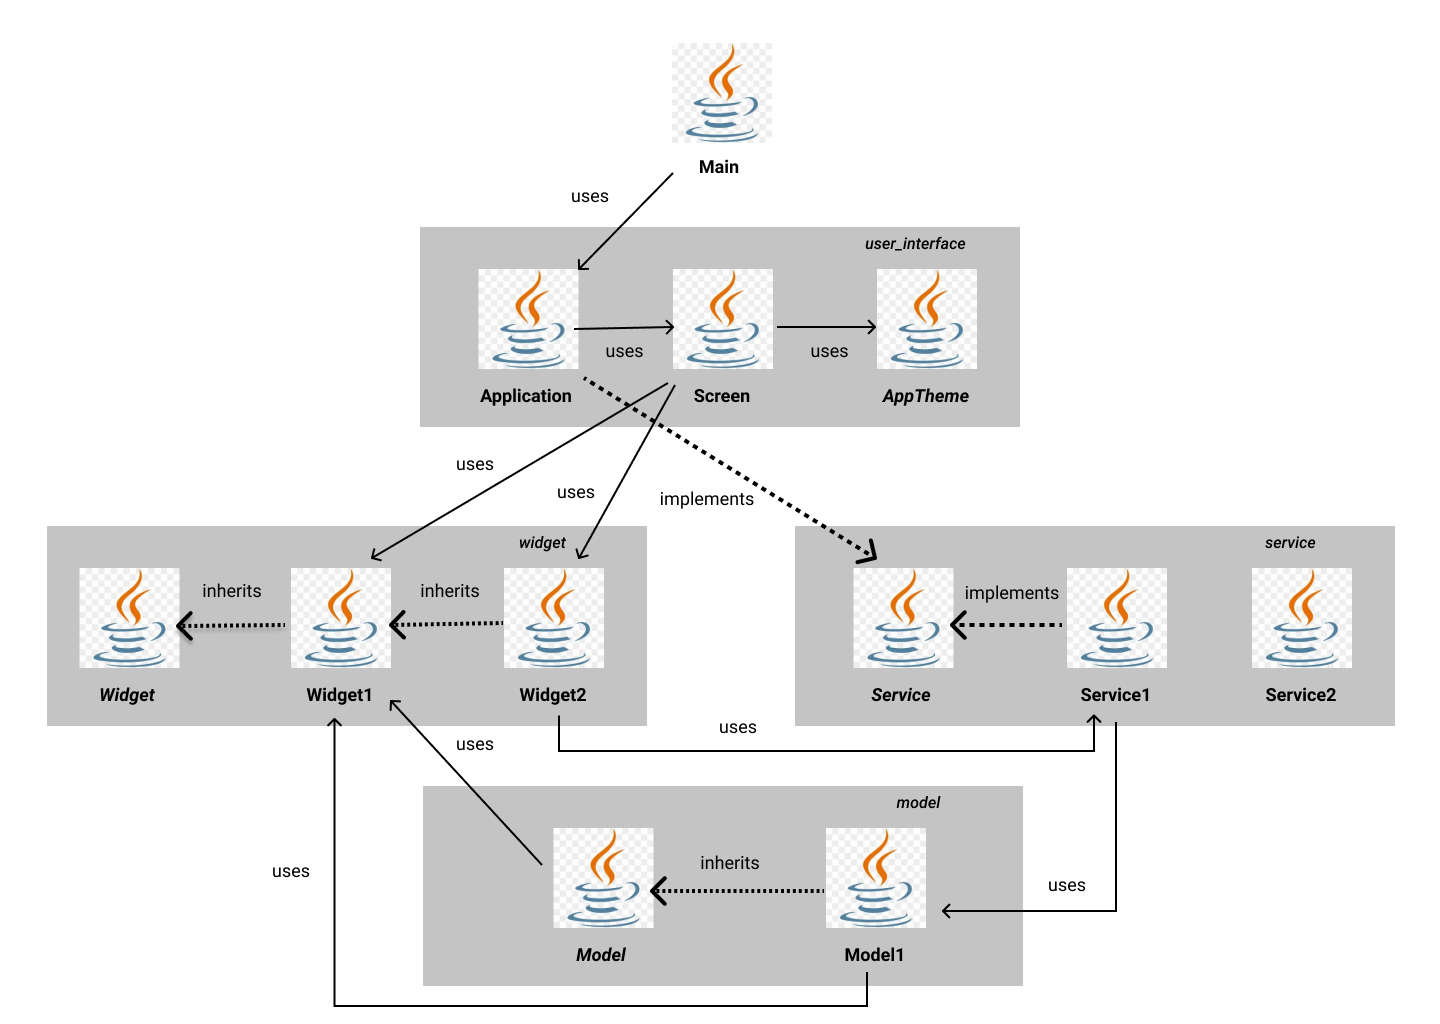 Main
uses
user_interface
uses
uses
Application
Screen
AppTheme
uses
uses
implements
widget
service
inherits
inherits
implements
Widget
Widget1
Widget2
Service
Service1
Service2
uses
uses
model
inherits
uses
uses
Model
Model1